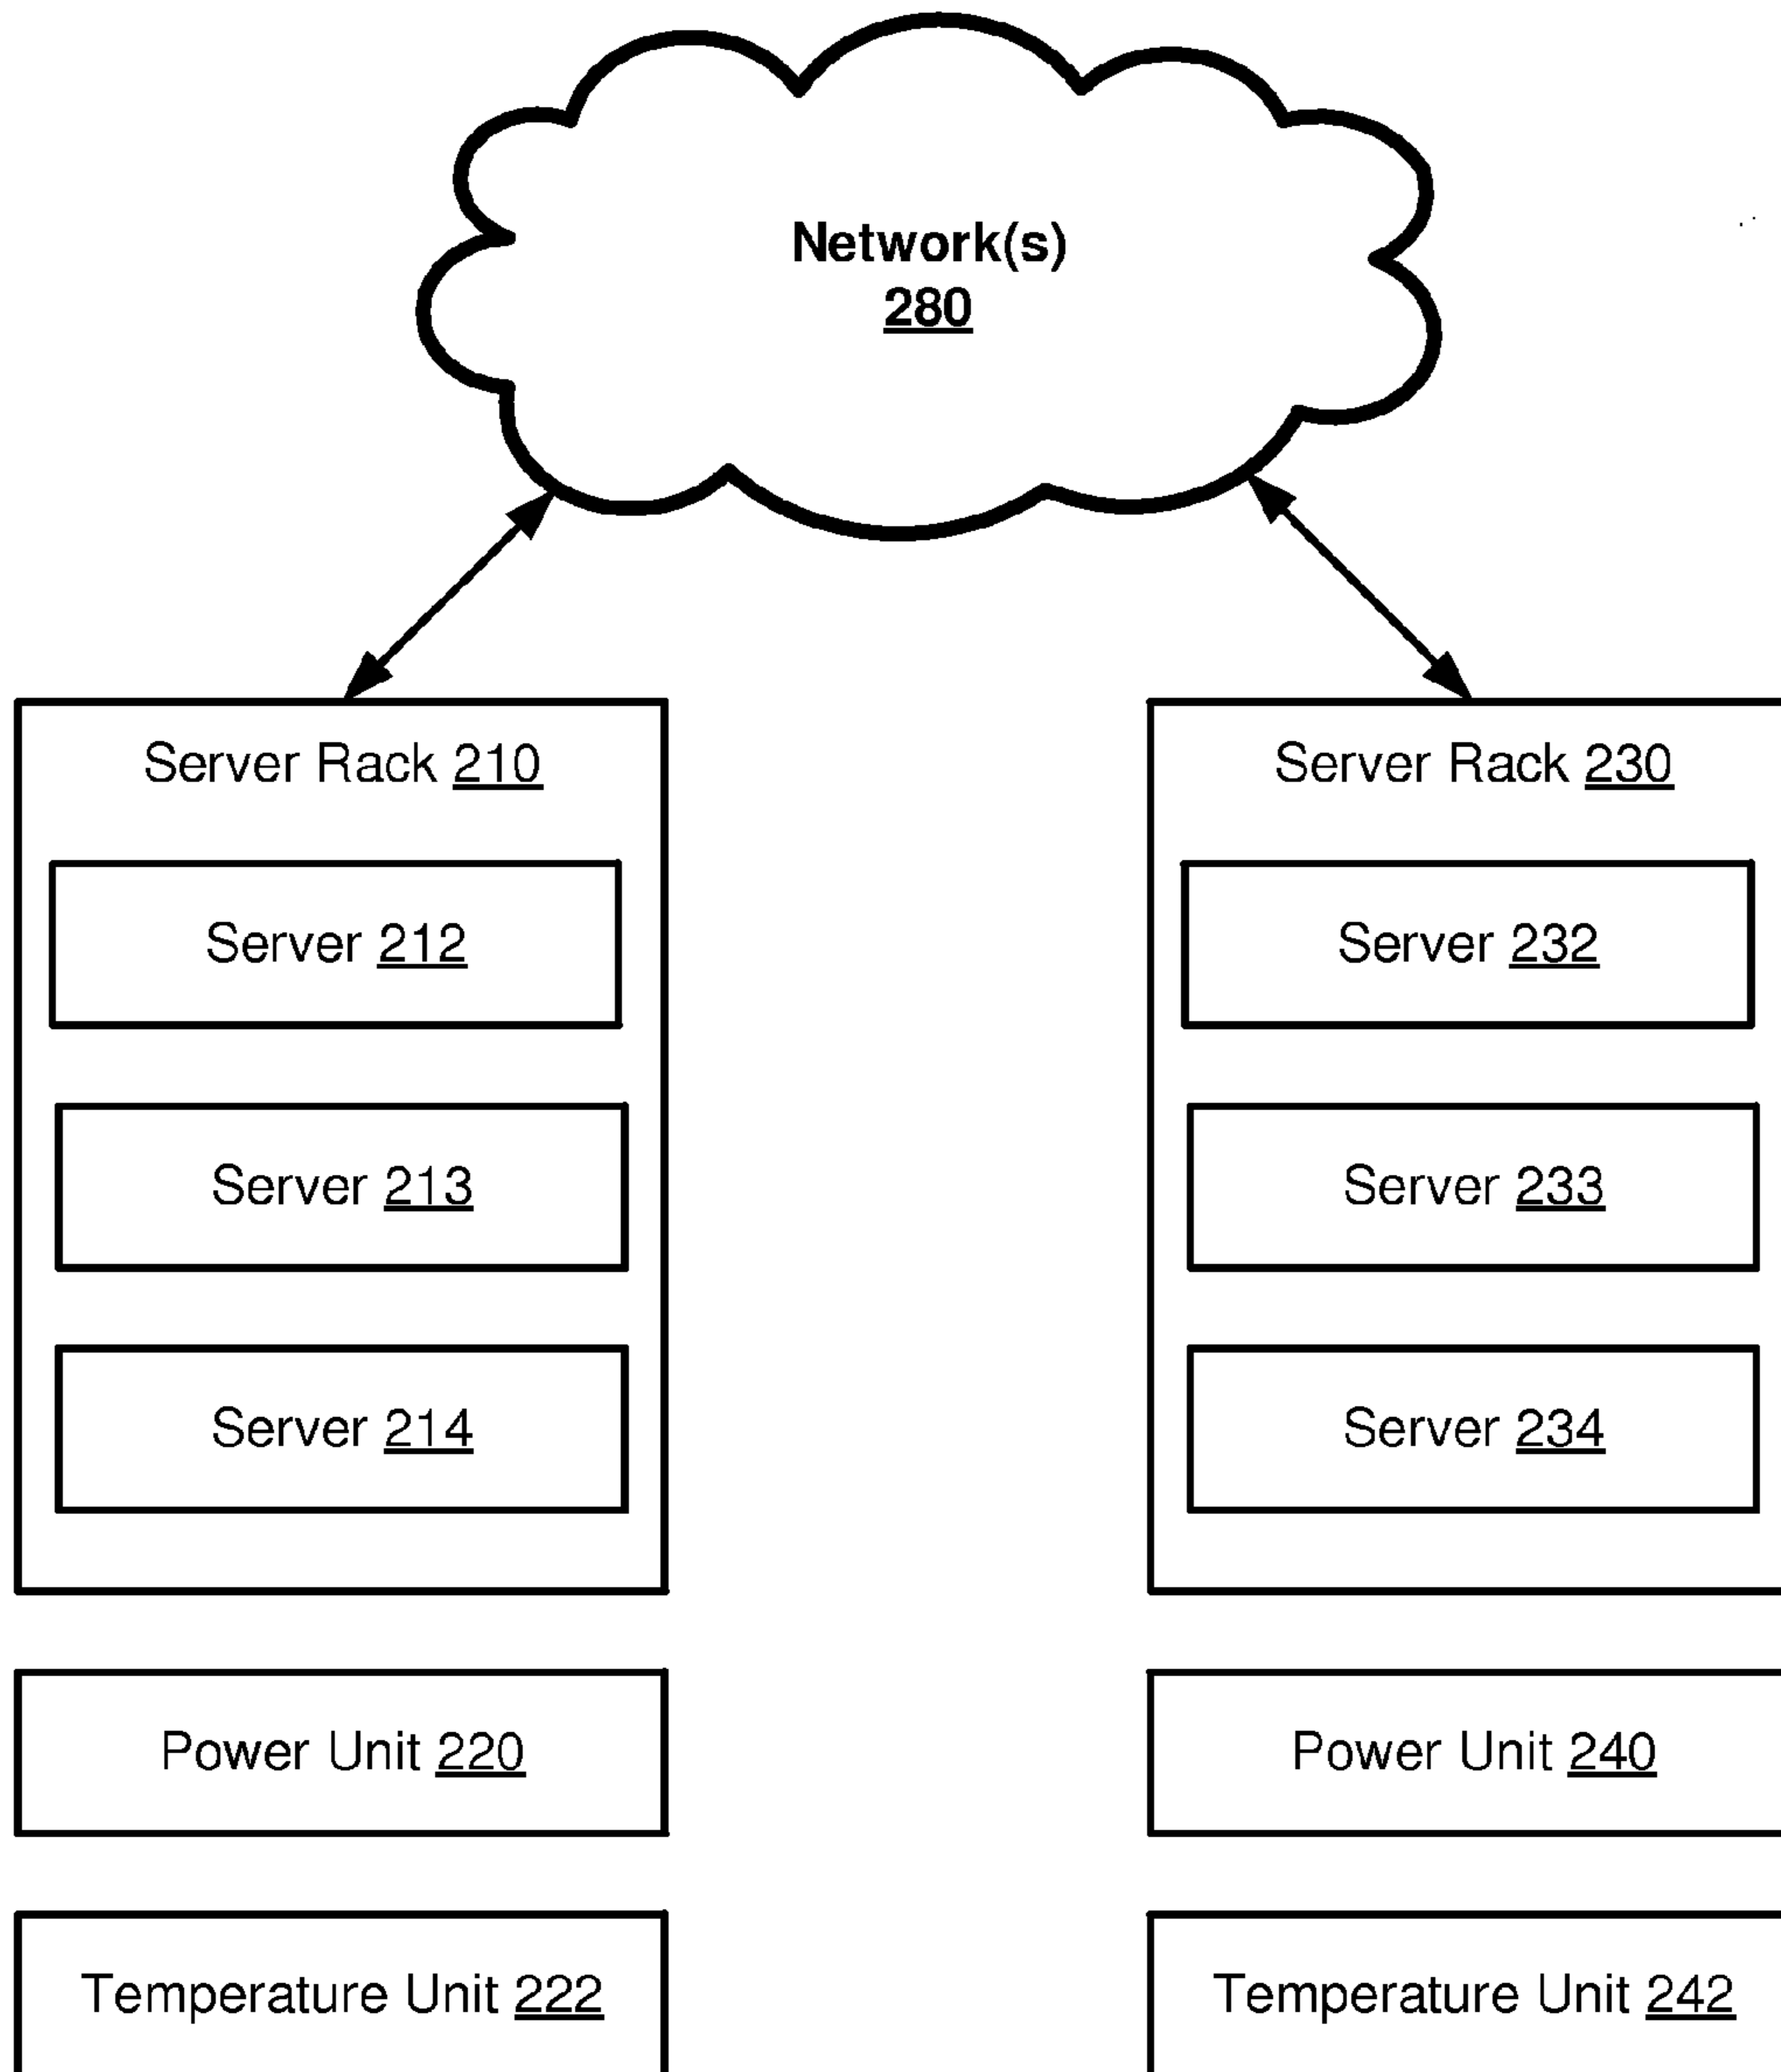 Network(s)
280
Server Rack 210
Server 212
Server 213
Server 214
Power Unit 220
Temperature Unit 222
Server Rack 230
Server 232
Server 233
Server 234
Power Unit 240
Temperature Unit 242